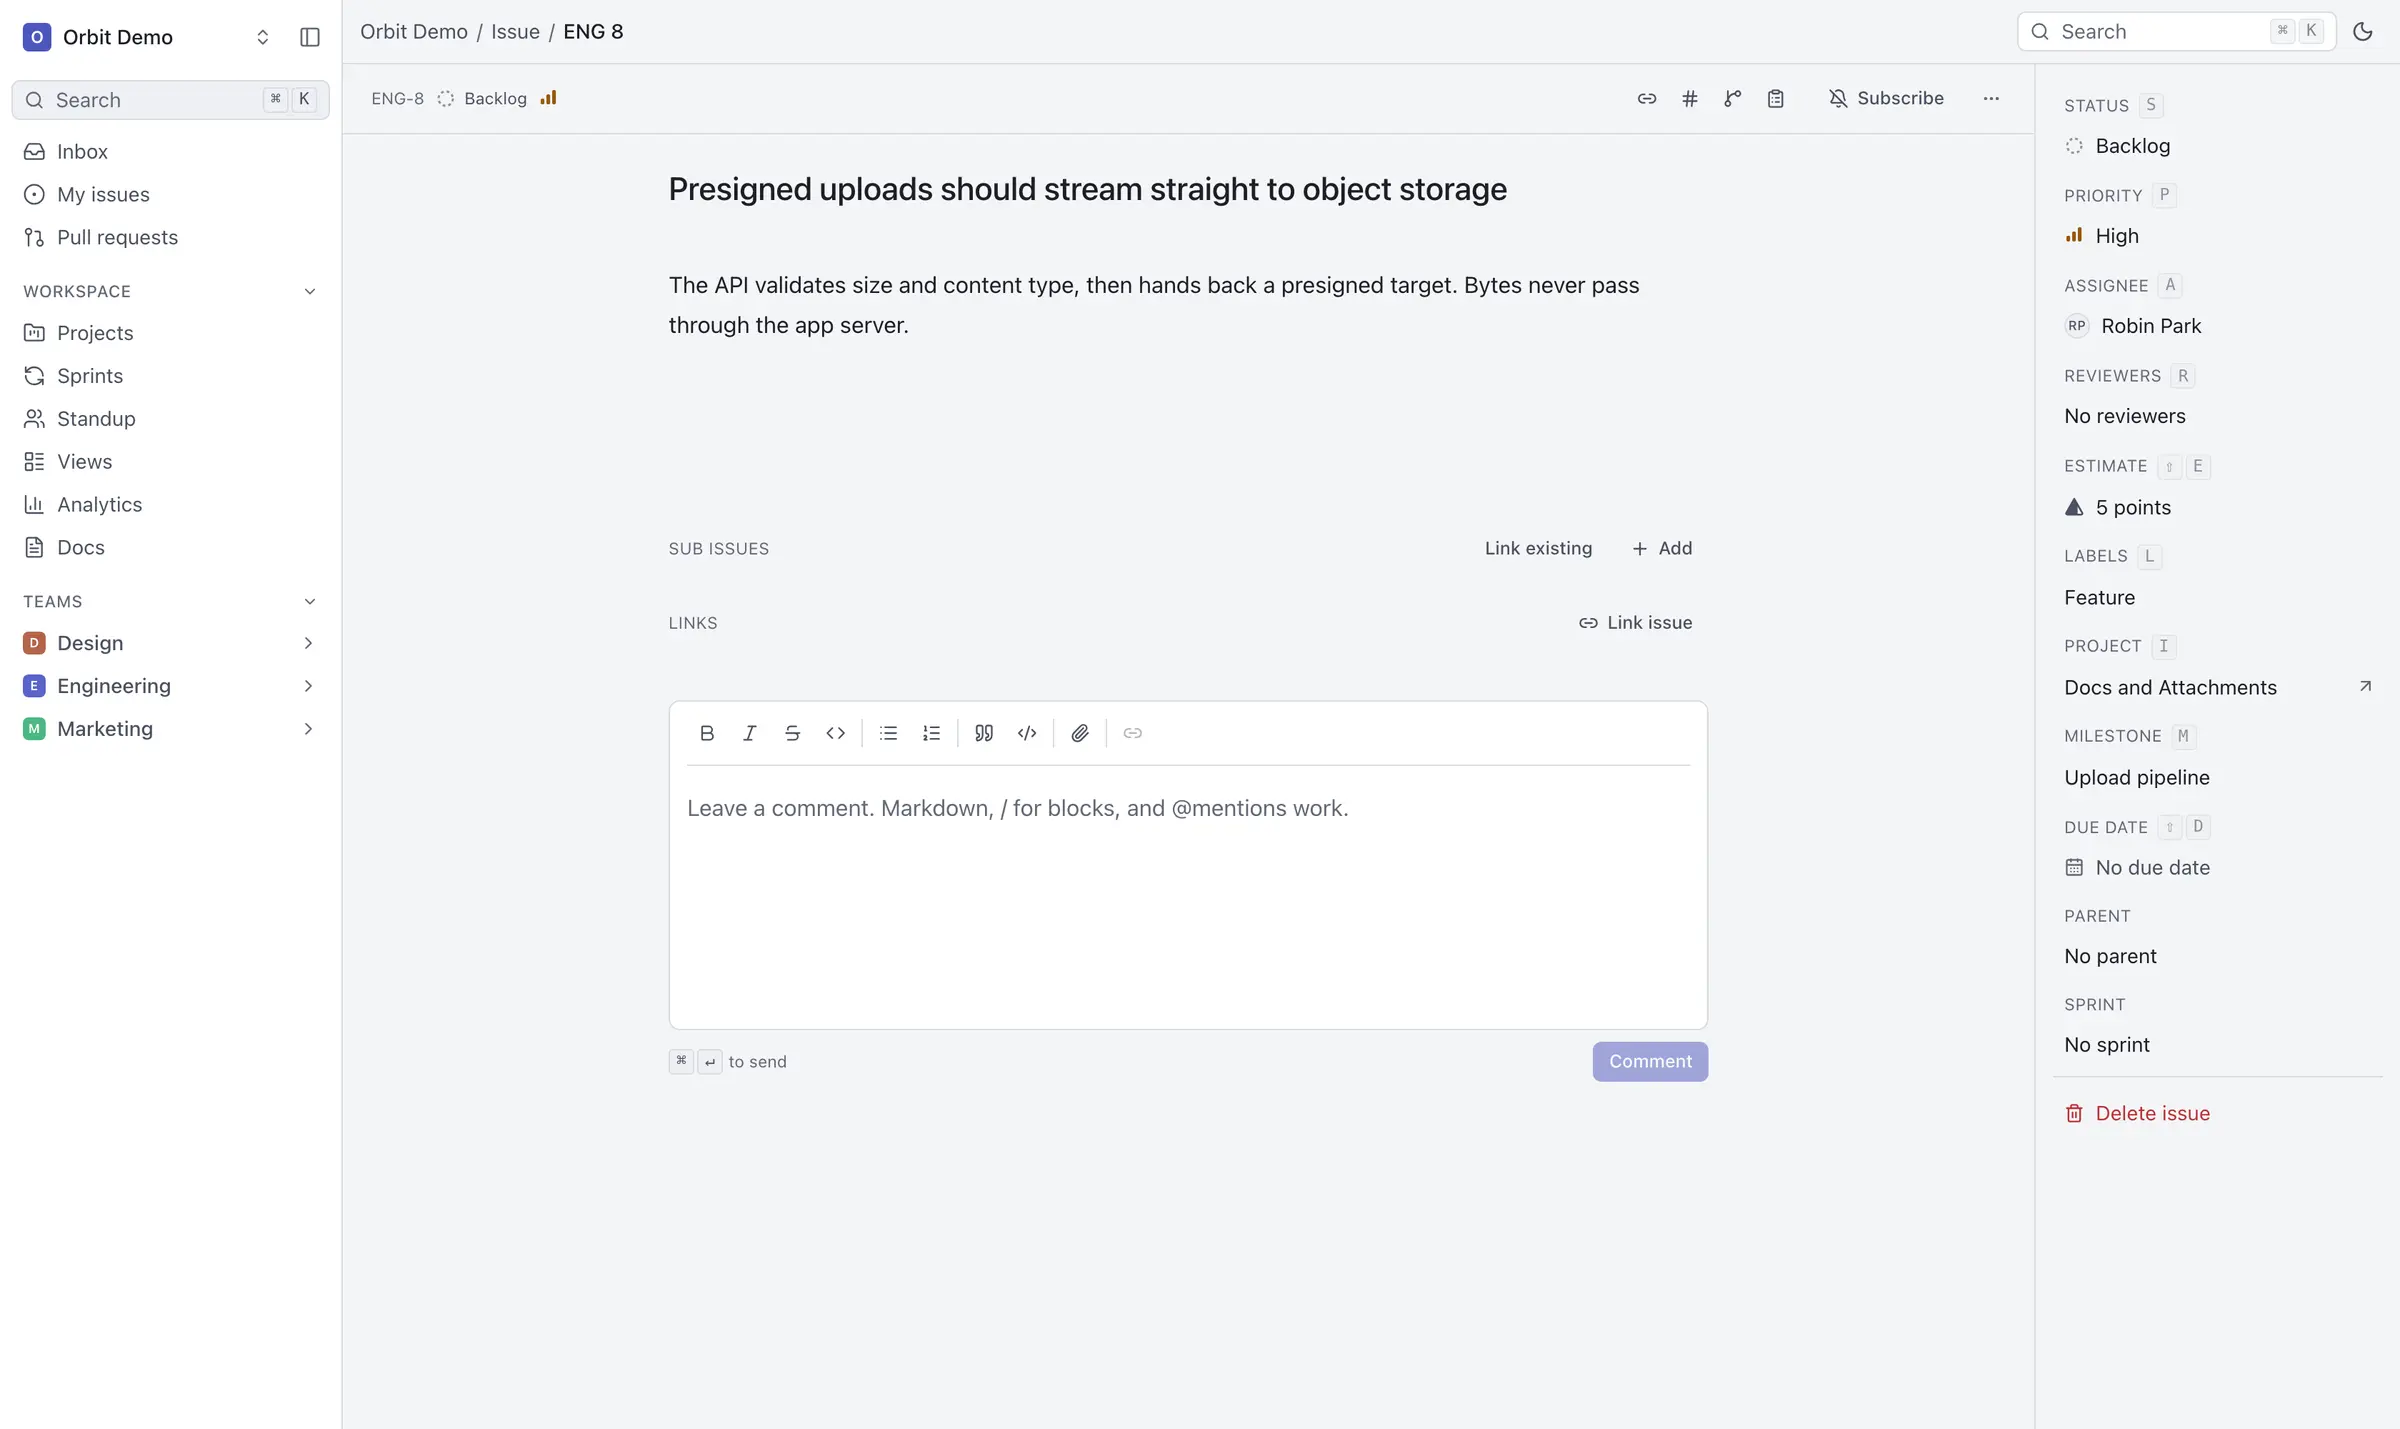 O Orbit Demo
Search ⌘ K
Inbox
My issues
Pull requests
WORKSPACE
Projects
Sprints
Standup
Views
Analytics
Docs
TEAMS
D Design
E Engineering
M Marketing
Orbit Demo / Issue / ENG 8
Search ⌘ K
ENG-8 Backlog
Subscribe
Presigned uploads should stream straight to object storage
The API validates size and content type, then hands back a presigned target. Bytes never pass
through the app server.
SUB ISSUES Link existing + Add
LINKS Link issue
Leave a comment. Markdown, / for blocks, and @mentions work.
⌘ ↵ to send Comment
STATUS S
Backlog
PRIORITY P
High
ASSIGNEE A
RP Robin Park
REVIEWERS R
No reviewers
ESTIMATE ⇧ E
5 points
LABELS L
Feature
PROJECT I
Docs and Attachments
MILESTONE M
Upload pipeline
DUE DATE ⇧ D
No due date
PARENT
No parent
SPRINT
No sprint
Delete issue